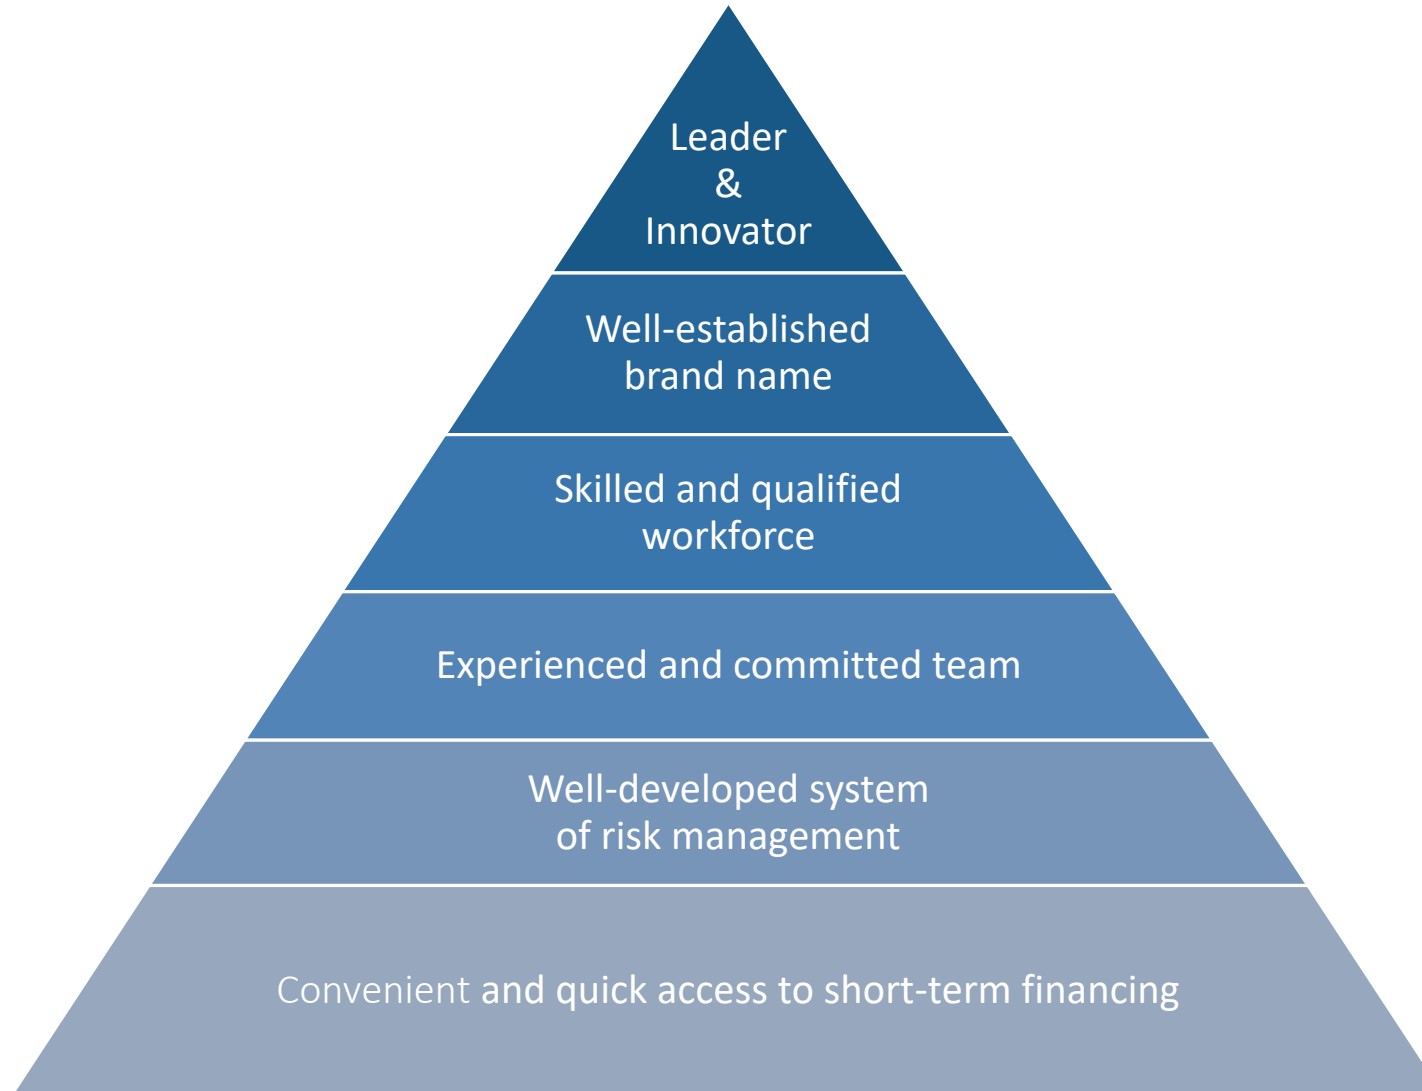 Leader
&
Innovator
Well-established
brand name
Skilled and qualified
workforce
Experienced and committed team
Well-developed system
of risk management
Convenient and quick access to short-term financing